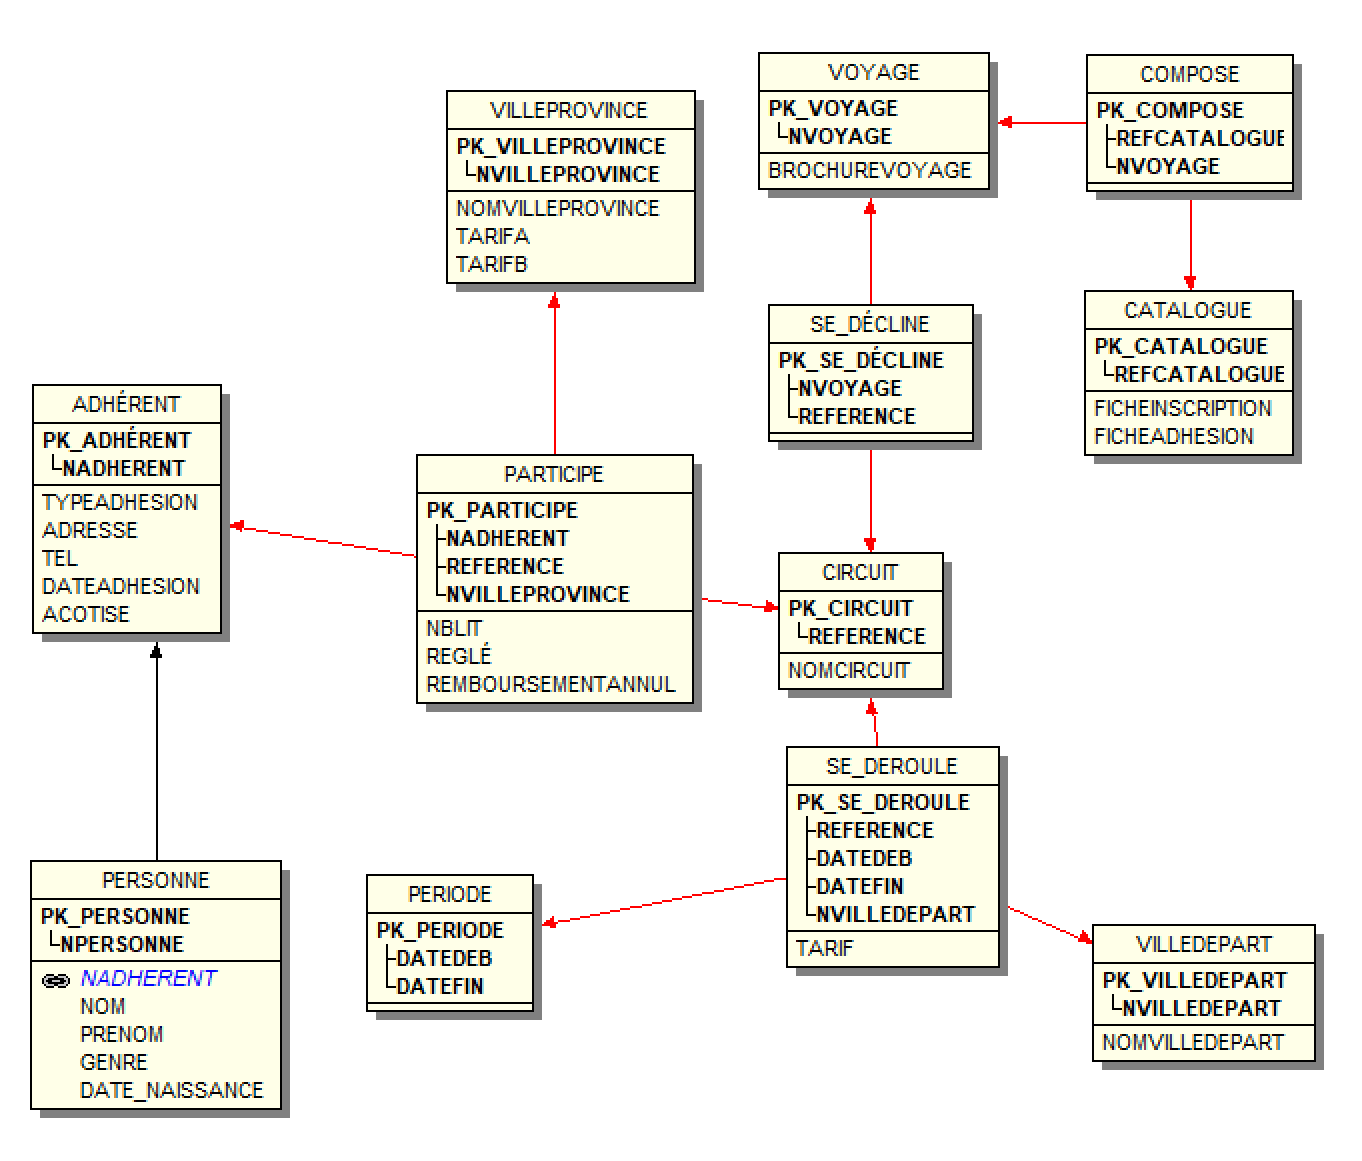 VILLEPROVINCE
PK_VILLEPROVINCE
NVILLEPROVINCE
NOMVILLEPROVINCE
TARIFA
TARIFB
VOYAGE
PK_VOYAGE
NVOYAGE
BROCHUREVOYAGE
COMPOSE
PK_COMPOSE
REFCATALOGUE
NVOYAGE
SE_DÉCLINE
PK_SE_DÉCLINE
NVOYAGE
REFERENCE
CATALOGUE
PK_CATALOGUE
REFCATALOGUE
FICHEINSCRIPTION
FICHEADHESION
ADHÉRENT
PK_ADHÉRENT
NADHERENT
TYPEADHESION
ADRESSE
TEL
DATEADHESION
ACOTISE
PARTICIPE
PK_PARTICIPE
NADHERENT
REFERENCE
NVILLEPROVINCE
NBLIT
REGLÉ
REMBOURSEMENTANNUL
CIRCUIT
PK_CIRCUIT
REFERENCE
NOMCIRCUIT
SE_DEROULE
PK_SE_DEROULE
REFERENCE
DATEDEB
DATEFIN
NVILLEDEPART
TARIF
PERSONNE
PK_PERSONNE
NPERSONNE
NADHERENT
NOM
PRENOM
GENRE
DATE_NAISSANCE
PERIODE
PK_PERIODE
DATEDEB
DATEFIN
VILLEDEPART
PK_VILLEDEPART
NVILLEDEPART
NOMVILLEDEPART